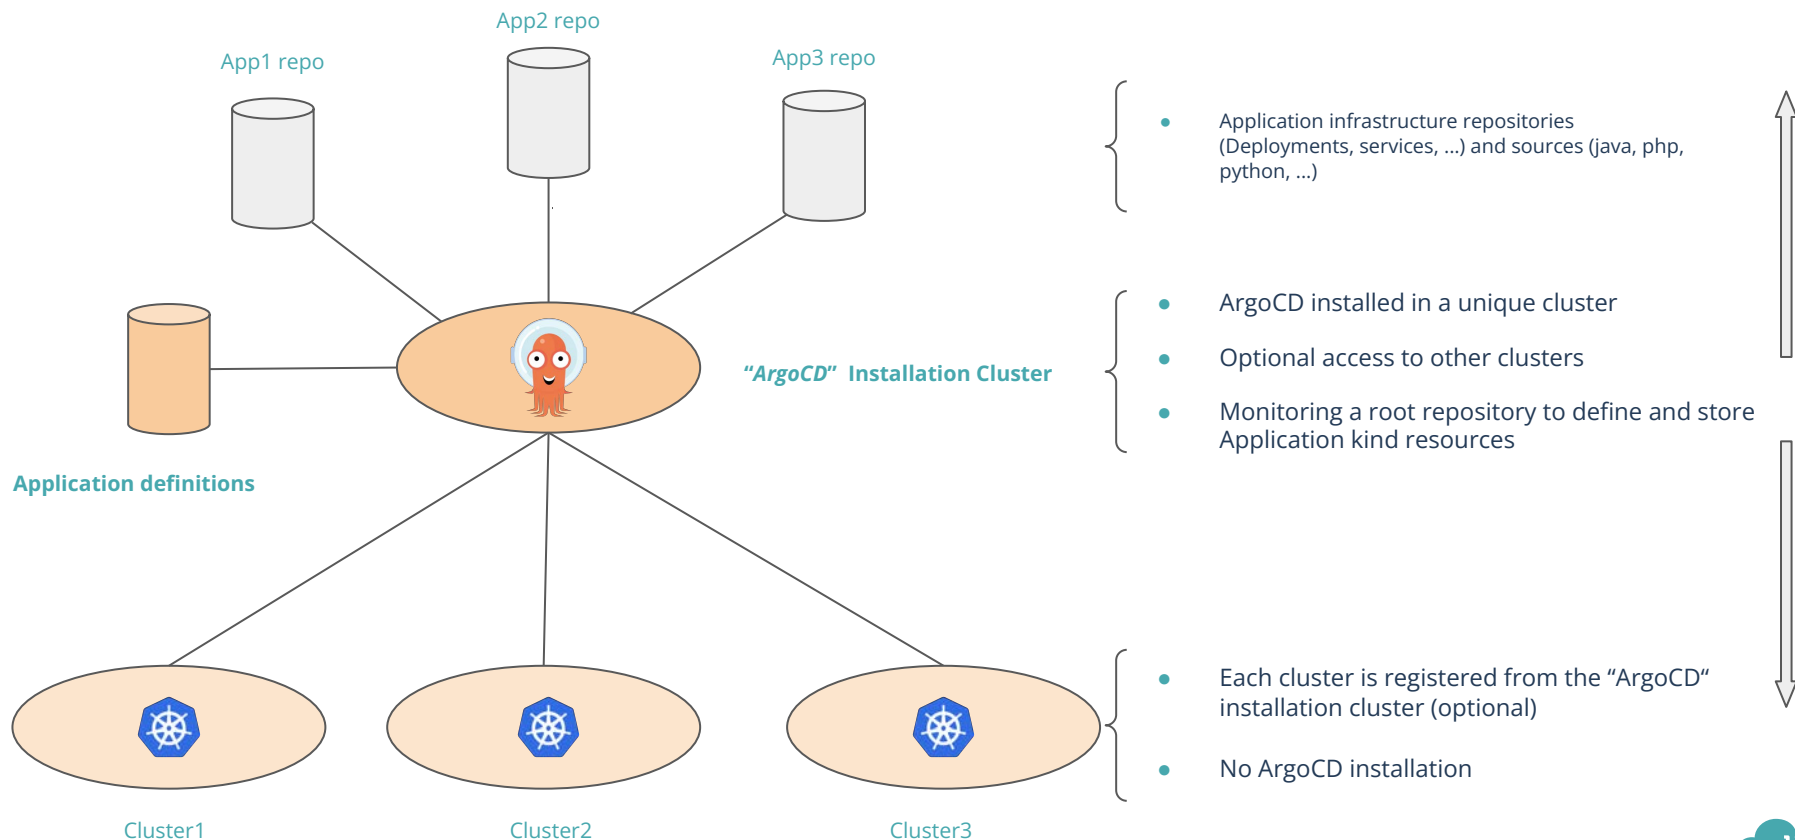 App2 repo
App1 repo
App3 repo
Application infrastructure repositories
(Deployments, services, ...) and sources (java, php,
python, ...)
ArgoCD installed in a unique cluster
Optional access to other clusters
“ArgoCD” Installation Cluster
Monitoring a root repository to define and store
Application kind resources
Application definitions
Each cluster is registered from the “ArgoCD“
installation cluster (optional)
No ArgoCD installation
Cluster1
Cluster2
Cluster3